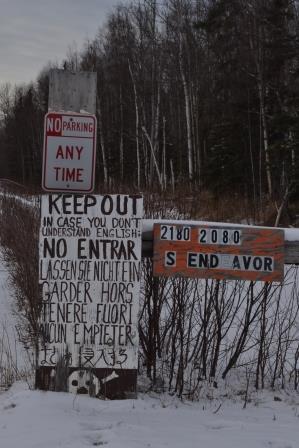 NO PARKING
ANY
TIME
KEEP OUT
IN CASE YOU DON'T
UNDERSTAND ENGLISH:
NO ENTRAR
LASSEN SIE NICHT EIN
GARDER HORS
TENERE FUORI
UCUN EMPIETER
2180 2080
S END AVOR